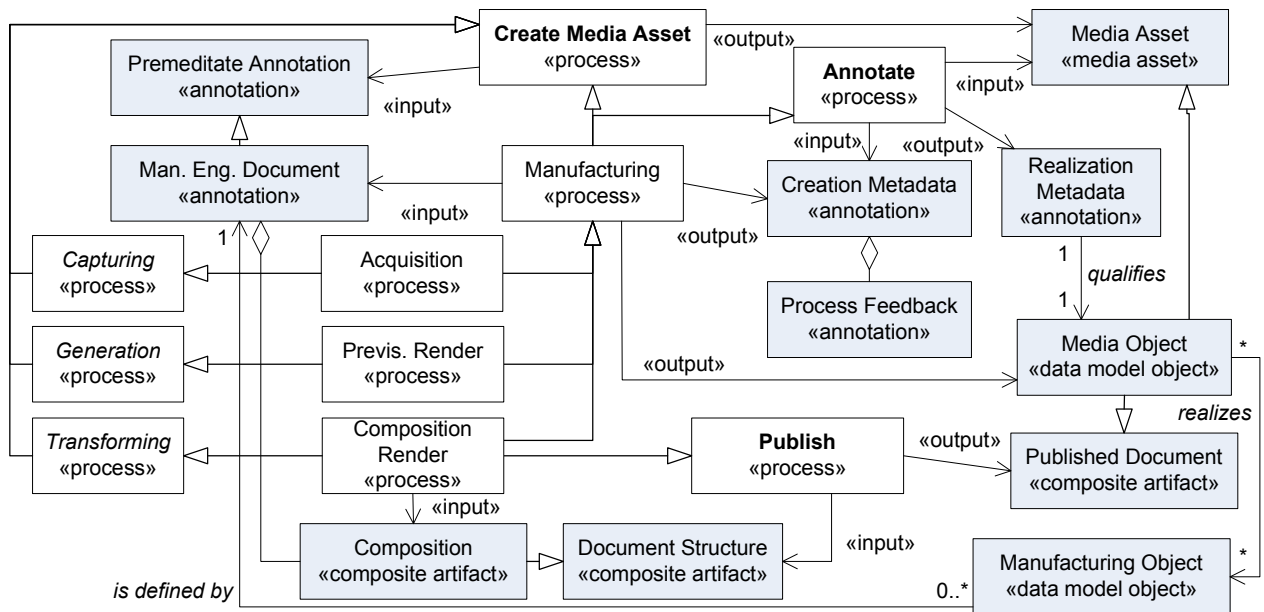 Create Media Asset
«process»
«output»
Media Asset
«media asset»
Premeditate Annotation
«annotation»
«input»
Annotate
«process»
«input»
«input»
«output»
Man. Eng. Document
«annotation»
«input»
Manufacturing
«process»
«output»
Creation Metadata
«annotation»
Realization
Metadata
«annotation»
1
Capturing
«process»
Acquisition
«process»
Process Feedback
«annotation»
1
qualifies
1
Generation
«process»
Previs. Render
«process»
«output»
Media Object
«data model object»
*
realizes
Transforming
«process»
Composition
Render
«process»
Publish
«process»
«output»
Published Document
«composite artifact»
«input»
«input»
Composition
«composite artifact»
Document Structure
«composite artifact»
*
Manufacturing Object
«data model object»
is defined by
0..*